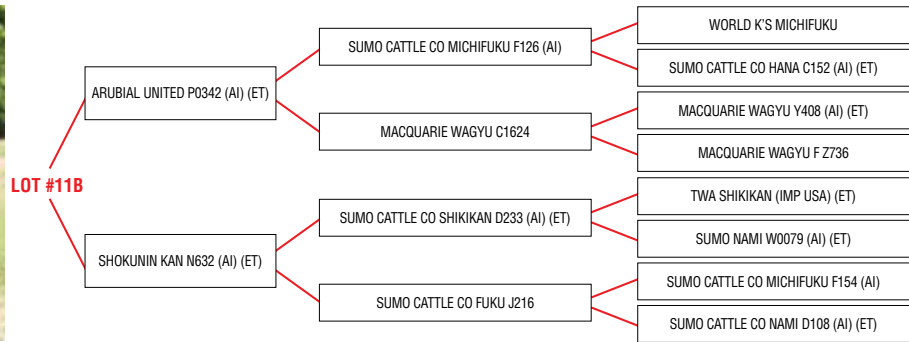 WORLD K'S MICHIFUKU
SUMO CATTLE CO MICHIFUKU F126 (AI)
SUMO CATTLE CO HANA C152 (AI) (ET)
ARUBIAL UNITED P0342 (AI) (ET)
MACQUARIE WAGYU Y408 (AI) (ET)
MACQUARIE WAGYU C1624
MACQUARIE WAGYU F Z736
LOT #11B
TWA SHIKIKAN (IMP USA) (ET)
SUMO CATTLE CO SHIKIKAN D233 (AI) (ET)
SUMO NAMI W0079 (AI) (ET)
SHOKUNIN KAN N632 (AI) (ET)
SUMO CATTLE CO MICHIFUKU F154 (AI)
SUMO CATTLE CO FUKU J216
SUMO CATTLE CO NAMI D108 (AI) (ET)